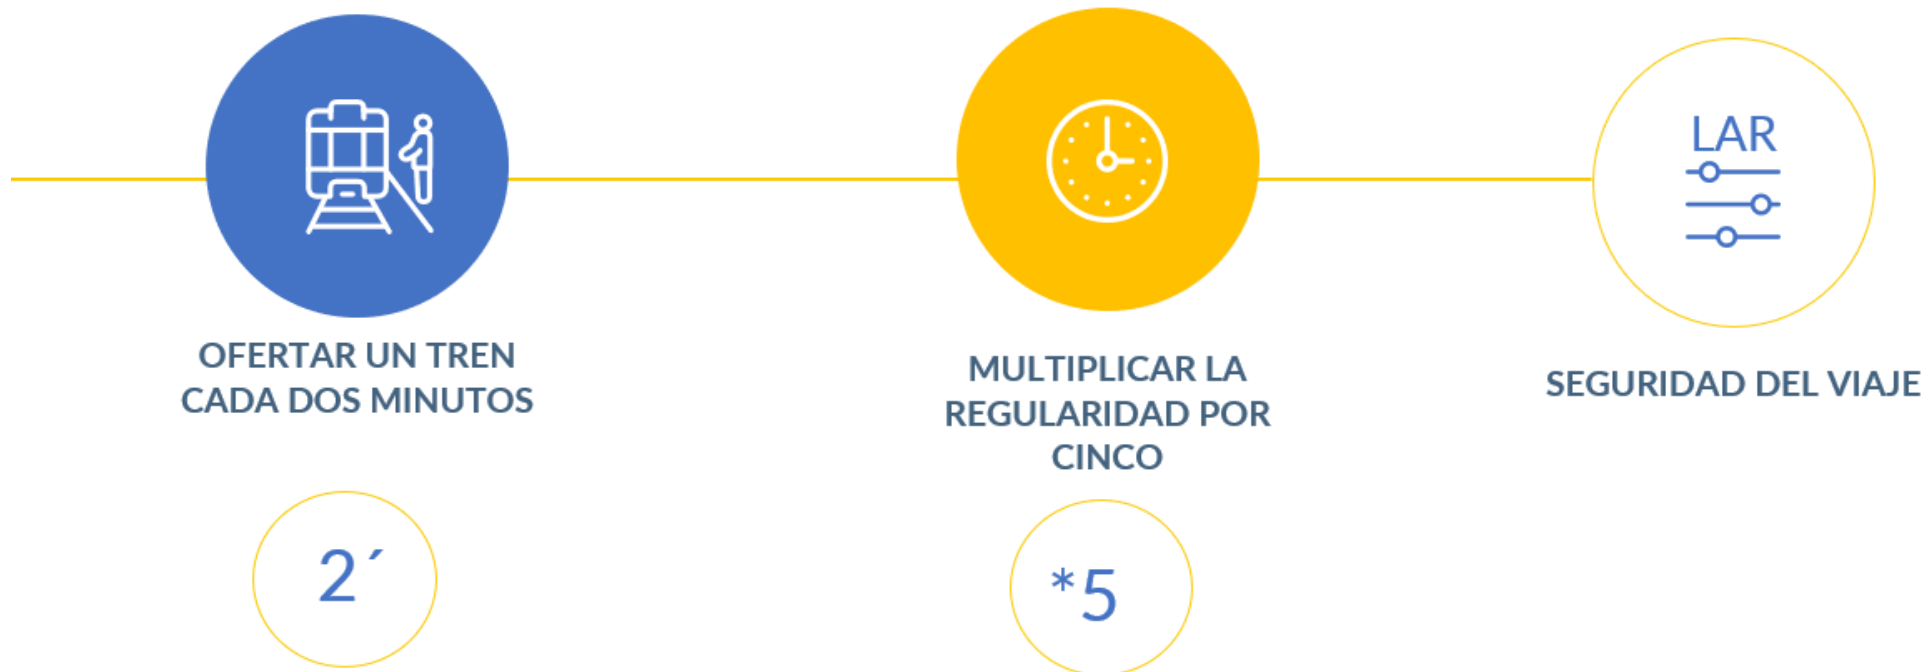 OFERTAR UN TREN
CADA DOS MINUTOS
2´
MULTIPLICAR LA
REGULARIDAD POR
CINCO
*5
LAR
SEGURIDAD DEL VIAJE